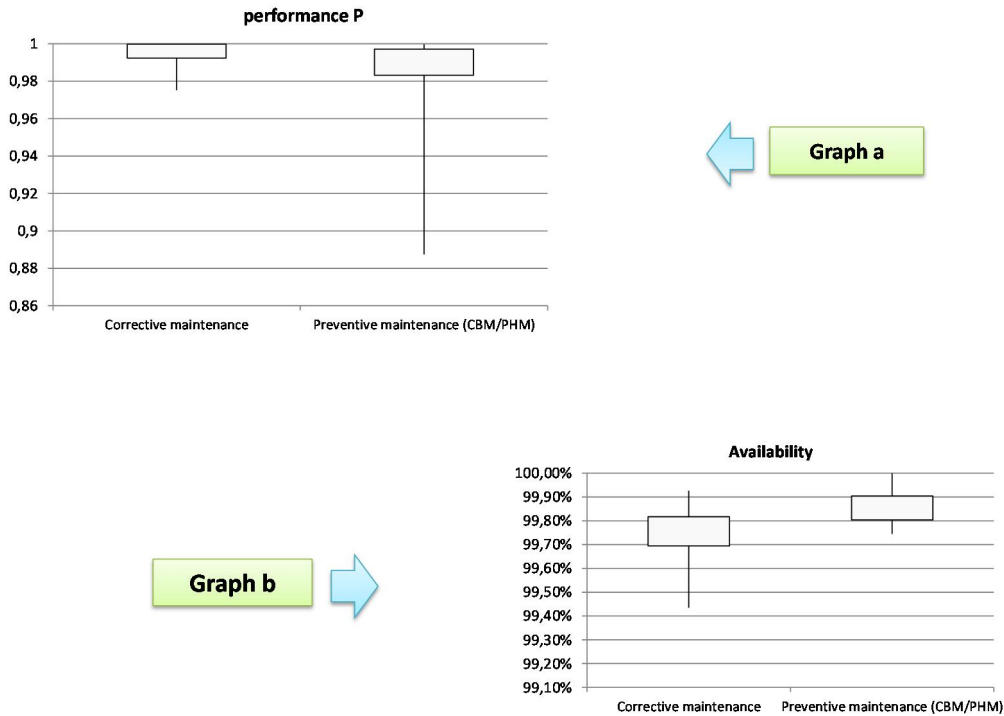 performance P
1
0,98
0,96
0,94
0,92
0,9
0,88
0,86
Corrective maintenance
Preventive maintenance (CBM/PHM)
Graph a
Graph b
Availability
100,00%
99,90%
99,80%
99,70%
99,60%
99,50%
99,40%
99,30%
99,20%
99,10%
Corrective maintenance
Preventive maintenance (CBM/PHM)